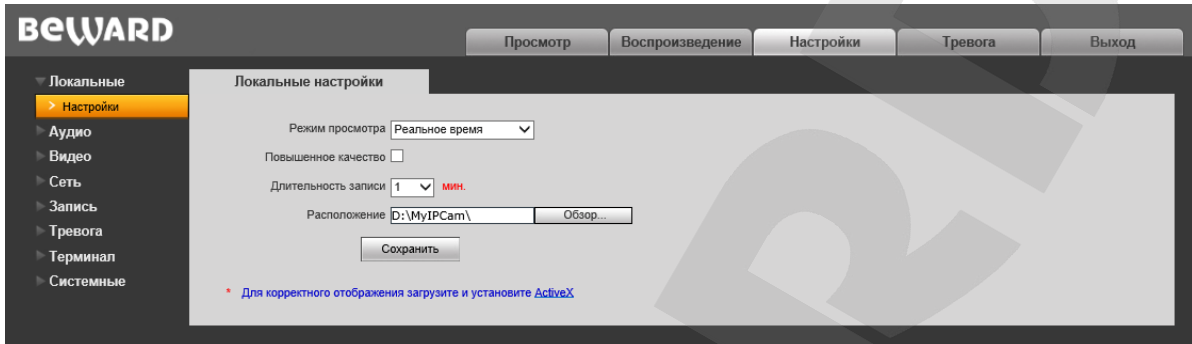 BEWARD
Просмотр Воспроизведение Настройки Тревога Выход
Локальные
> Настройки
Аудио
Видео
Сеть
Запись
Тревога
Терминал
Системные
Локальные настройки
Режим просмотра Реальное время
Повышенное качество
Длительность записи 1 мин.
Расположение D:\MyIPCam\ Обзор...
Сохранить
* Для корректного отображения загрузите и установите ActiveX